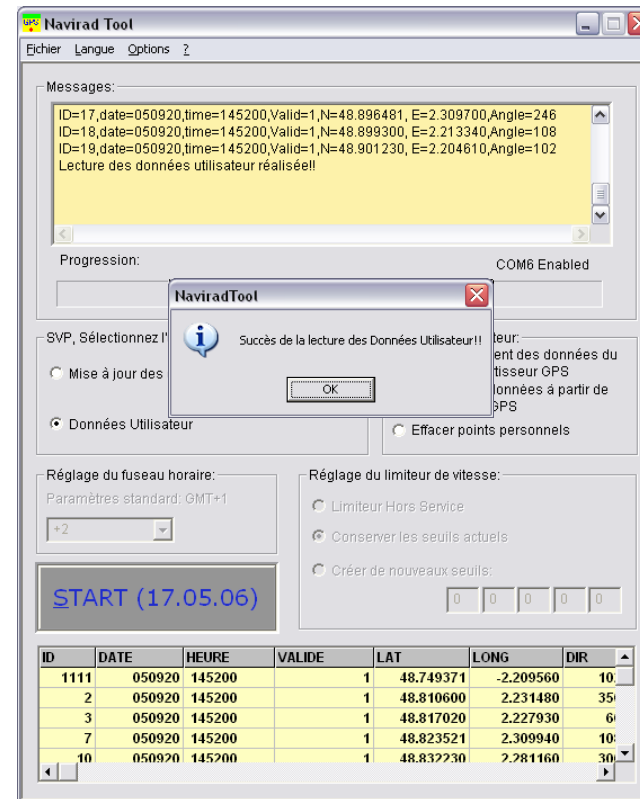 GPS Navirad Tool
Fichier Langue Options ?
Messages:
ID=17,date=050920,time=145200,Valid=1,N=48.896481, E=2.309700,Angle=246
ID=18,date=050920,time=145200,Valid=1,N=48.899300, E=2.213340,Angle=108
ID=19,date=050920,time=145200,Valid=1,N=48.901230, E=2.204610,Angle=102
Lecture des données utilisateur réalisée!!
Progression:
COM6 Enabled
NaviradTool
Succès de la lecture des Données Utilisateur!!
OK
SVP, Sélectionnez l'
Mise à jour des
Données Utilisateur
teur:
ent des données du
tisseur GPS
données á partir de
GPS
Effacer points personnels
Réglage du fuseau horaire:
Paramètres standard: GMT+1
+2
Réglage du limiteur de vitesse:
Limiteur Hors Service
Conserver les seuils actuels
Créer de nouveaux seuils:
0 0 0 0 0
START (17.05.06)
ID DATE HEURE VALIDE LAT LONG DIR
1111 050920 145200 1 48.749371 -2.209560 10
2 050920 145200 1 48.810600 2.231480 35
3 050920 145200 1 48.817020 2.227930 6
7 050920 145200 1 48.823521 2.309940 10
10 050920 145200 1 48.832230 2.281160 30